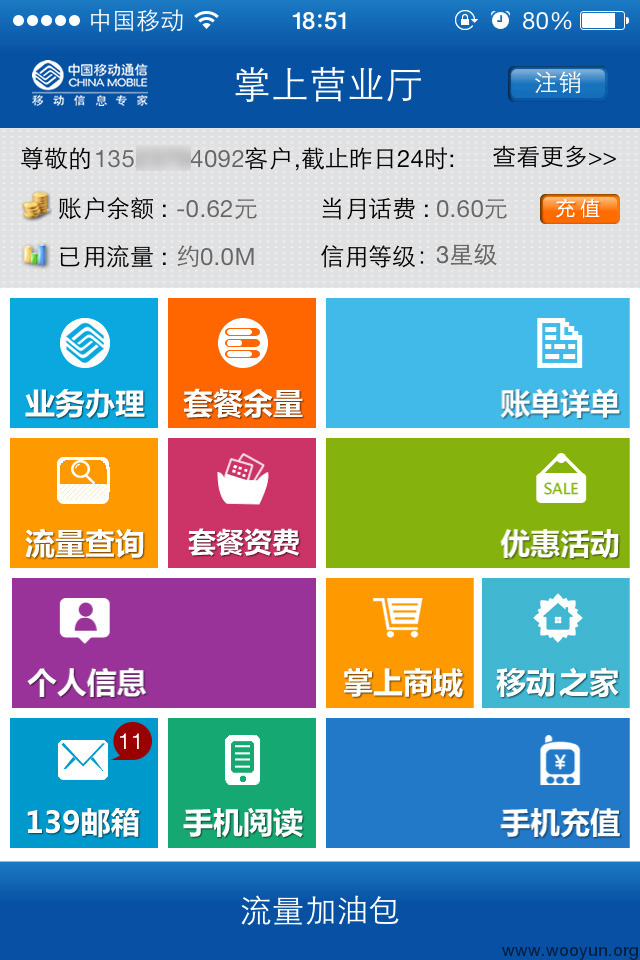 中国移动 18:51 80%
中国移动通信
CHINA MOBILE
移动信息专家
掌上营业厅
注销
尊敬的135 4092客户,截止昨日24时: 查看更多>>
账户余额：-0.62元 当月话费：0.60元 充值
已用流量：约0.0M 信用等级：3星级
业务办理 套餐余量 账单详单
SALE
流量查询 套餐资费 优惠活动
个人信息 掌上商城 移动之家
11
¥
139邮箱 手机阅读 手机充值
流量加油包
www.wooyun.org